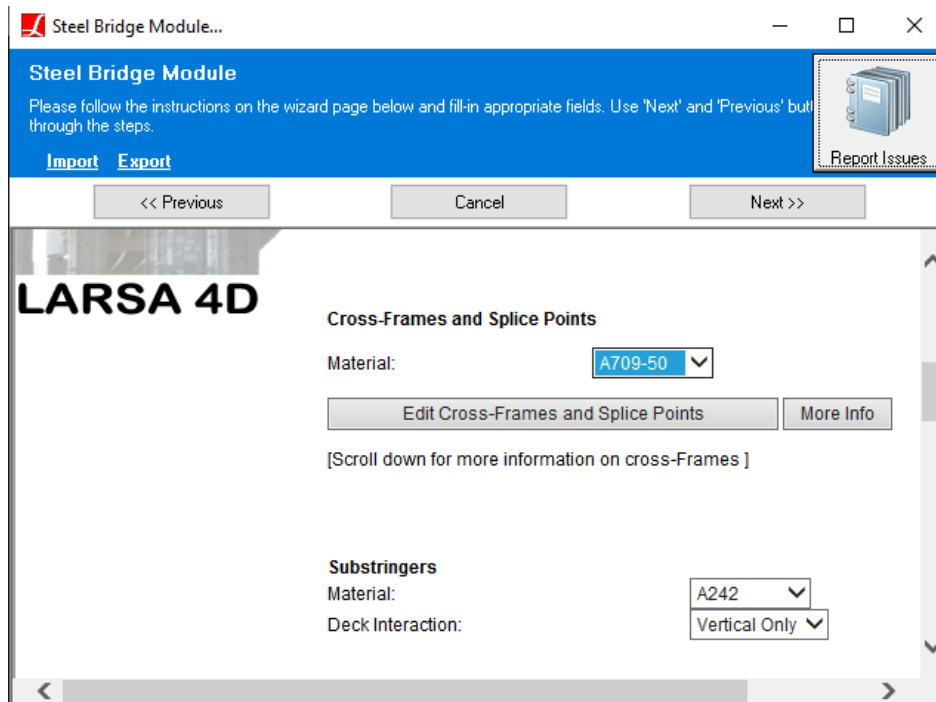 Steel Bridge Module...
Steel Bridge Module
Please follow the instructions on the wizard page below and fill-in appropriate fields. Use 'Next' and 'Previous' butt
through the steps.
Import Export
Report Issues
<< Previous Cancel Next >>
LARSA 4D
Cross-Frames and Splice Points
Material: A709-50
Edit Cross-Frames and Splice Points More Info
[Scroll down for more information on cross-Frames ]
Substringers
Material: A242
Deck Interaction: Vertical Only